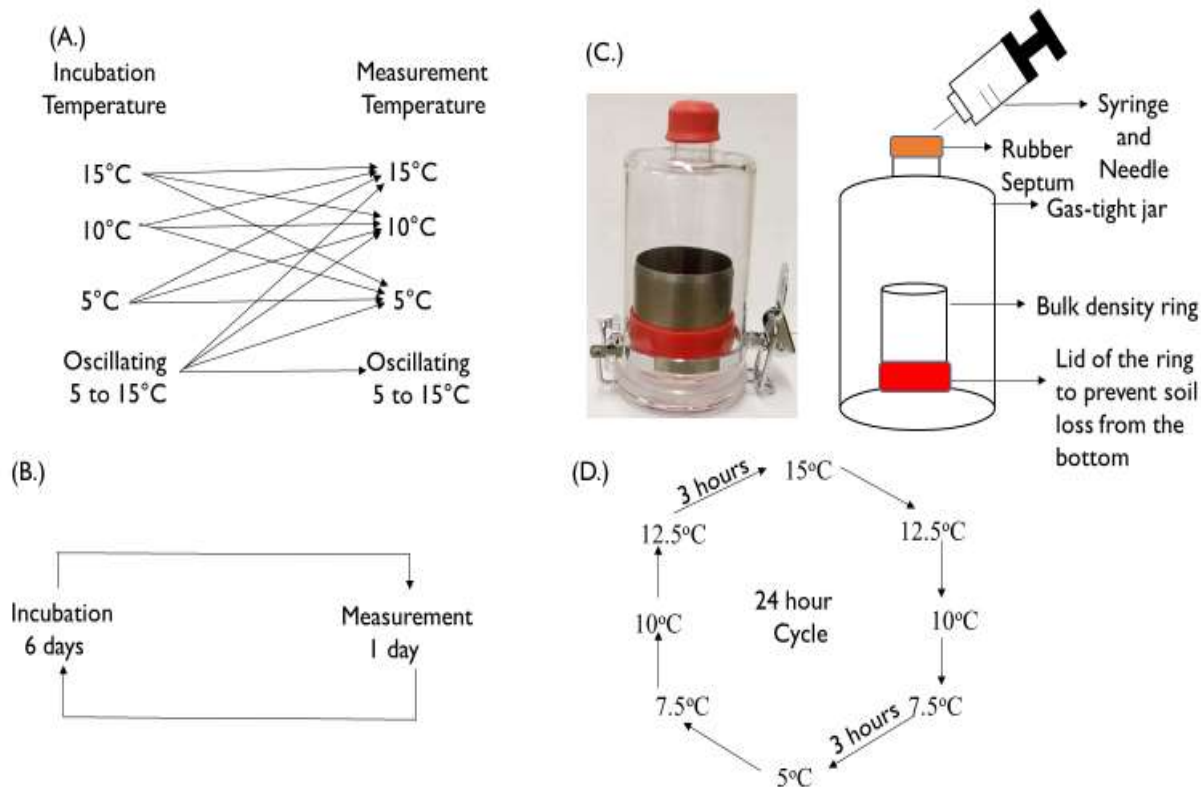 (A.)
Incubation
Temperature
Measurement
Temperature
15°C
15°C
10°C
10°C
5°C
5°C
Oscillating
5 to 15°C
Oscillating
5 to 15°C
(B.)
Incubation
6 days
Measurement
1 day
(C.)
Syringe
and
Needle
Rubber
Septum
Gas-tight jar
Bulk density ring
Lid of the ring
to prevent soil
loss from the
bottom
(D.)
3 hours
15°C
12.5°C
12.5°C
10°C
24 hour
Cycle
10°C
7.5°C
7.5°C
3 hours
5°C